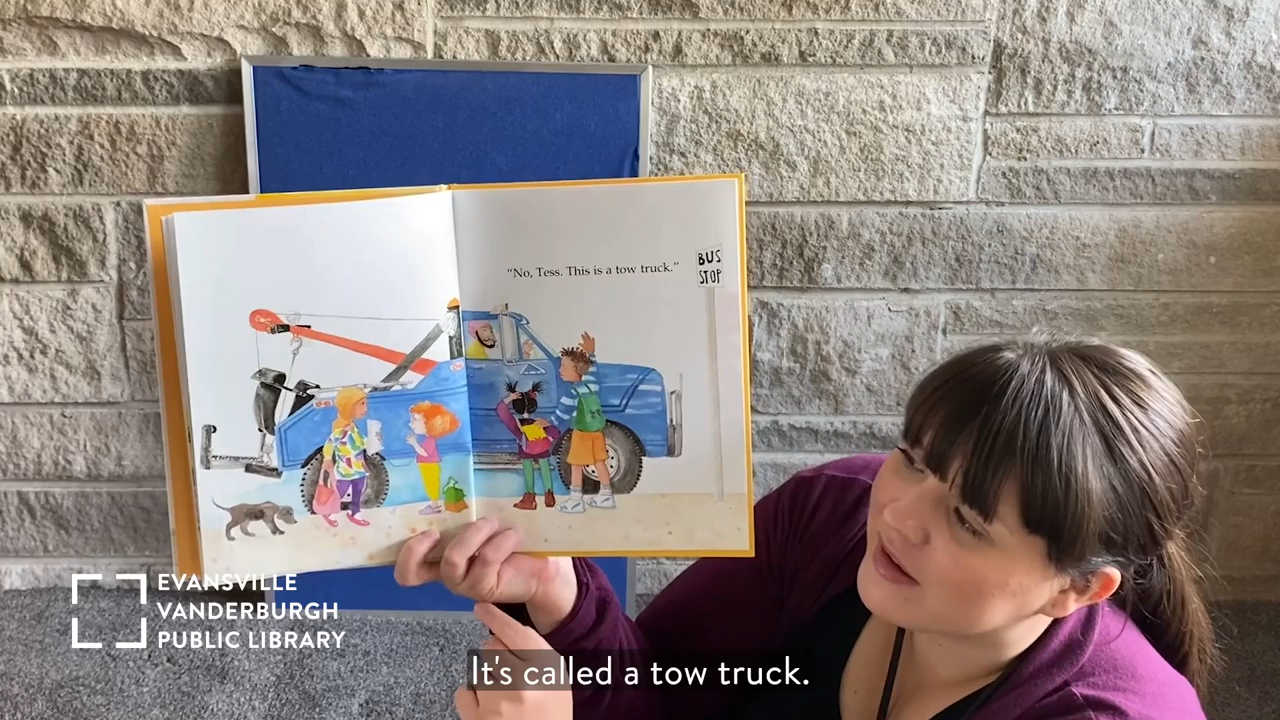 "No, Tess. This is a tow truck."
BUS
STOP
EVANSVILLE
VANDERBURGH
PUBLIC LIBRARY
It's called a tow truck.